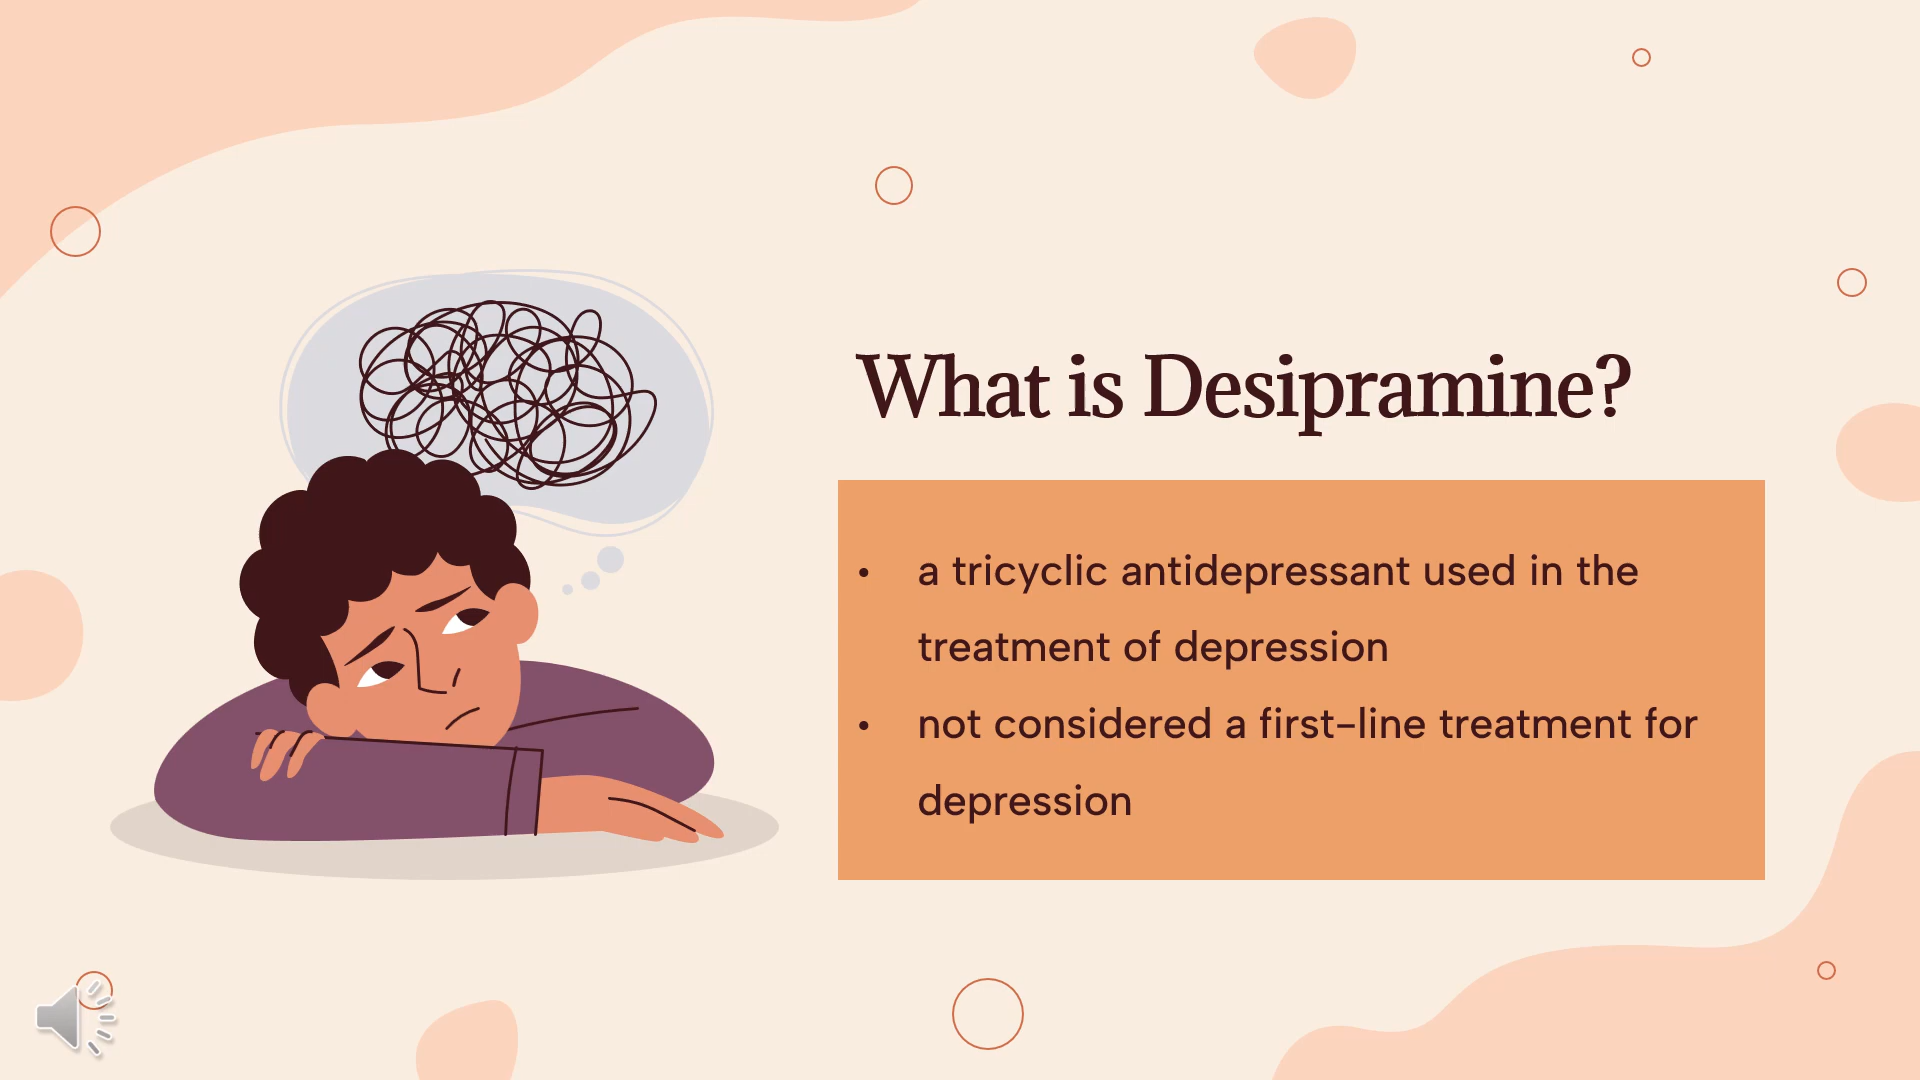 What is Desipramine?
• a tricyclic antidepressant used in the
treatment of depression
• not considered a first-line treatment for
depression